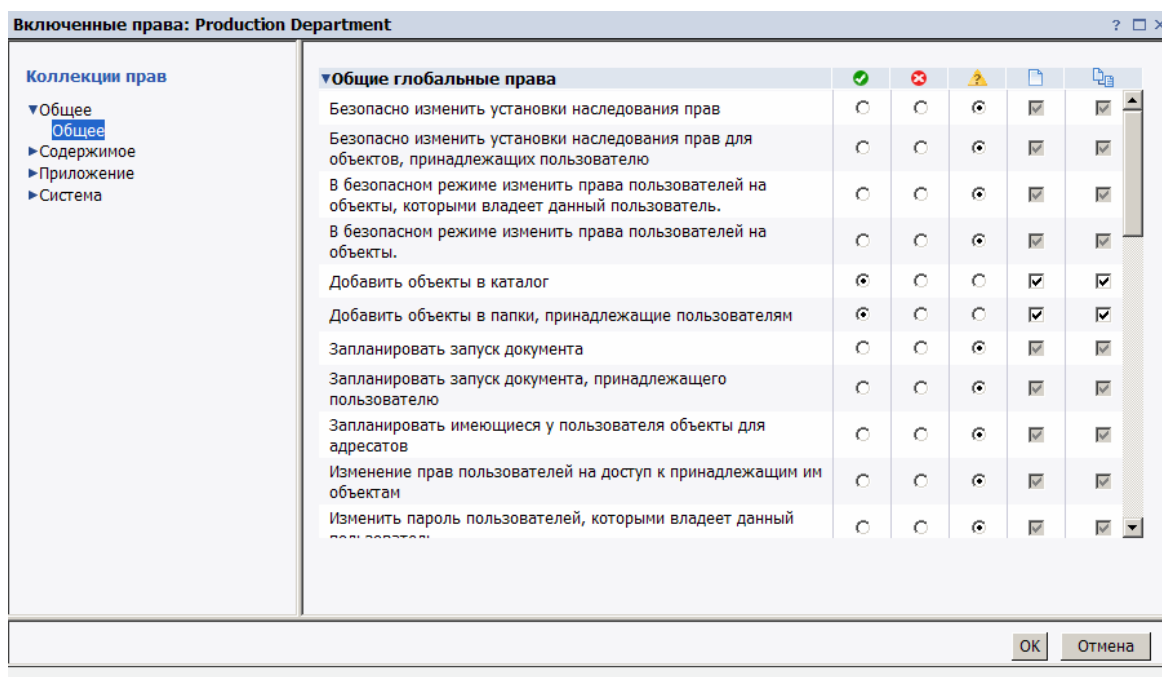 Включенные права: Production Department
?
Коллекции прав
▼Общее
Общее
►Содержимое
►Приложение
►Система
▼Общие глобальные права
Безопасно изменить установки наследования прав
Безопасно изменить установки наследования прав для
объектов, принадлежащих пользователю
В безопасном режиме изменить права пользователей на
объекты, которыми владеет данный пользователь.
В безопасном режиме изменить права пользователей на
объекты.
Добавить объекты в каталог
Добавить объекты в папки, принадлежащие пользователям
Запланировать запуск документа
Запланировать запуск документа, принадлежащего
пользователю
Запланировать имеющиеся у пользователя объекты для
адресатов
Изменение прав пользователей на доступ к принадлежащим им
объектам
Изменить пароль пользователей, которыми владеет данный
OK
Отмена